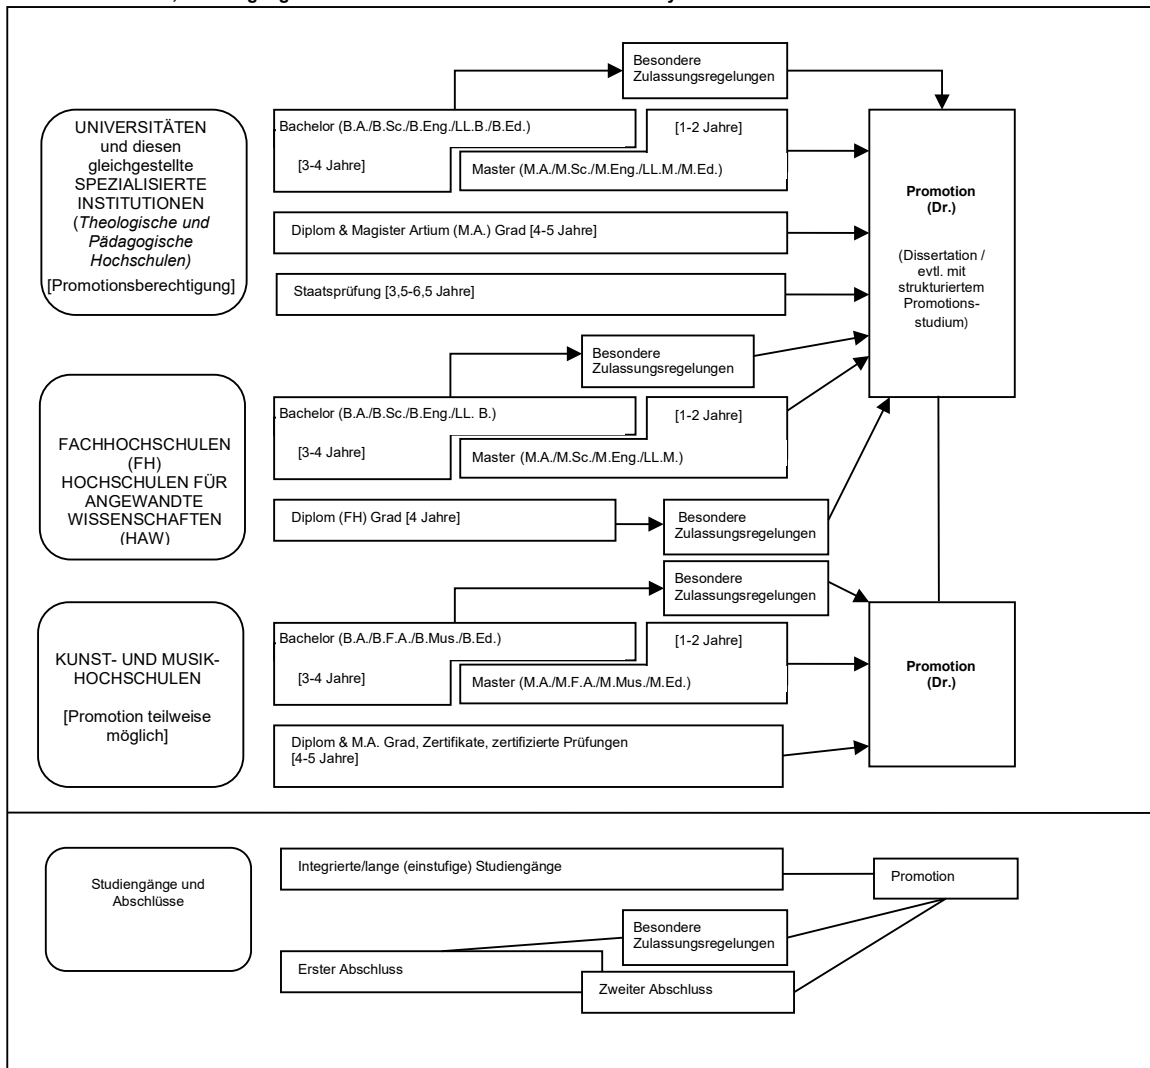 Besondere
Zulassungsregelungen
UNIVERSITÄTEN
und diesen
gleichgestellte
SPEZIALISIERTE
INSTITUTIONEN
(Theologische und
Pädagogische
Hochschulen)
[Promotionsberechtigung]
Bachelor (B.A./B.Sc./B.Eng./LL.B./B.Ed.)
[3-4 Jahre]
[1-2 Jahre]
Master (M.A./M.Sc./M.Eng./LL.M./M.Ed.)
Diplom & Magister Artium (M.A.) Grad [4-5 Jahre]
Staatsprüfung [3,5-6,5 Jahre]
Promotion
(Dr.)
(Dissertation /
evtl. mit
strukturiertem
Promotions-
studium)
Besondere
Zulassungsregelungen
FACHHOCHSCHULEN
(FH)
HOCHSCHULEN FÜR
ANGEWANDTE
WISSENSCHAFTEN
(HAW)
Bachelor (B.A./B.Sc./B.Eng./LL. B.)
[3-4 Jahre]
[1-2 Jahre]
Master (M.A./M.Sc./M.Eng./LL.M.)
Diplom (FH) Grad [4 Jahre]
Besondere
Zulassungsregelungen
Besondere
Zulassungsregelungen
KUNST- UND MUSIK-
HOCHSCHULEN
[Promotion teilweise
möglich]
Bachelor (B.A./B.F.A./B.Mus./B.Ed.)
[3-4 Jahre]
[1-2 Jahre]
Master (M.A./M.F.A./M.Mus./M.Ed.)
Diplom & M.A. Grad, Zertifikate, zertifizierte Prüfungen
[4-5 Jahre]
Promotion
(Dr.)
Studiengänge und
Abschlüsse
Integrierte/lange (einstufige) Studiengänge
Promotion
Besondere
Zulassungsregelungen
Erster Abschluss
Zweiter Abschluss